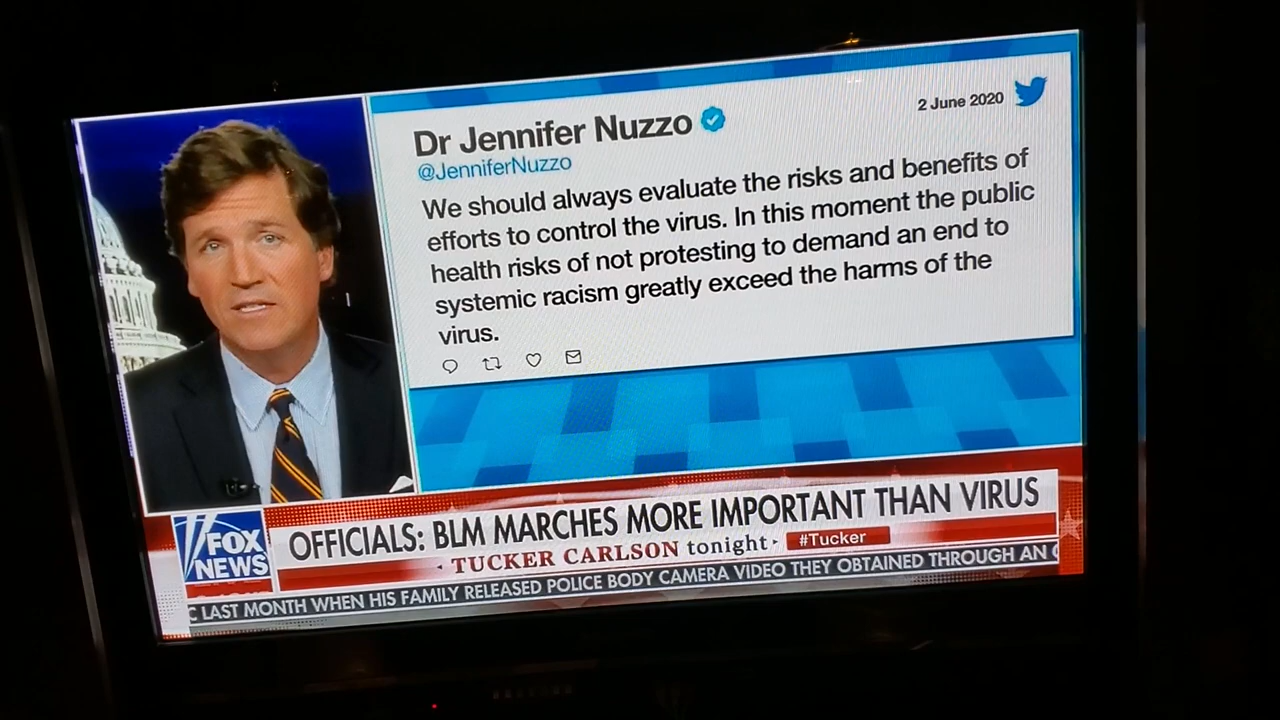 Dr Jennifer Nuzzo
2 June 2020
@JenniferNuzzo
We should always evaluate the risks and benefits of
efforts to control the virus. In this moment the public
health risks of not protesting to demand an end to
systemic racism greatly exceed the harms of the
virus.
FOX
NEWS
OFFICIALS: BLM MARCHES MORE IMPORTANT THAN VIRUS
TUCKER CARLSON tonight
#Tucker
C LAST MONTH WHEN HIS FAMILY RELEASED POLICE BODY CAMERA VIDEO THEY OBTAINED THROUGH AN